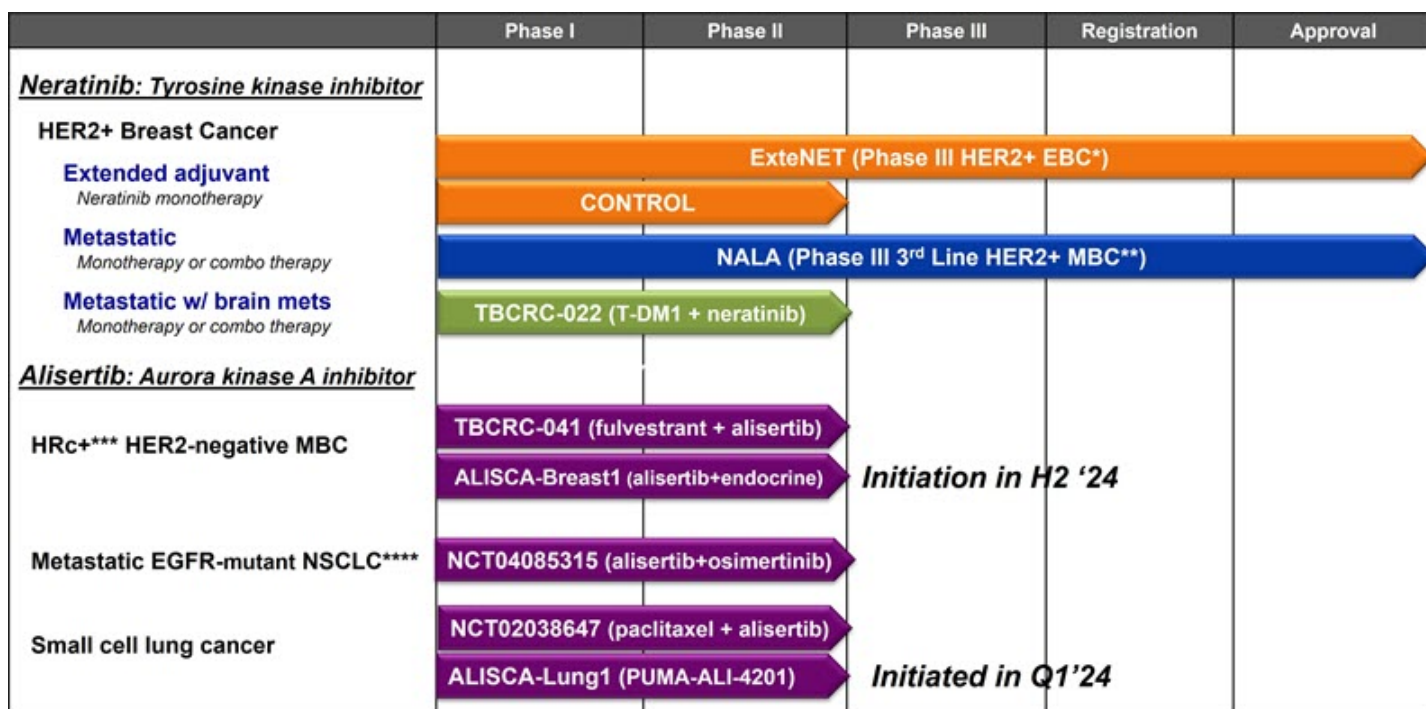 Phase I Phase II Phase III Registration Approval
Neratinib: Tyrosine kinase inhibitor
HER2+ Breast Cancer
ExteNET (Phase III HER2+ EBC*)
Extended adjuvant
Neratinib monotherapy
CONTROL
Metastatic
Monotherapy or combo therapy
NALA (Phase III 3rd Line HER2+ MBC**)
Metastatic w/ brain mets
Monotherapy or combo therapy
TBCRC-022 (T-DM1 + neratinib)
Alisertib: Aurora kinase A inhibitor
HRc+*** HER2-negative MBC
TBCRC-041 (fulvestrant + alisertib)
ALISCA-Breast1 (alisertib+endocrine) Initiation in H2 ‘24
Metastatic EGFR-mutant NSCLC****
NCT04085315 (alisertib+osimertinib)
Small cell lung cancer
NCT02038647 (paclitaxel + alisertib)
ALISCA-Lung1 (PUMA-ALI-4201) Initiated in Q1’24